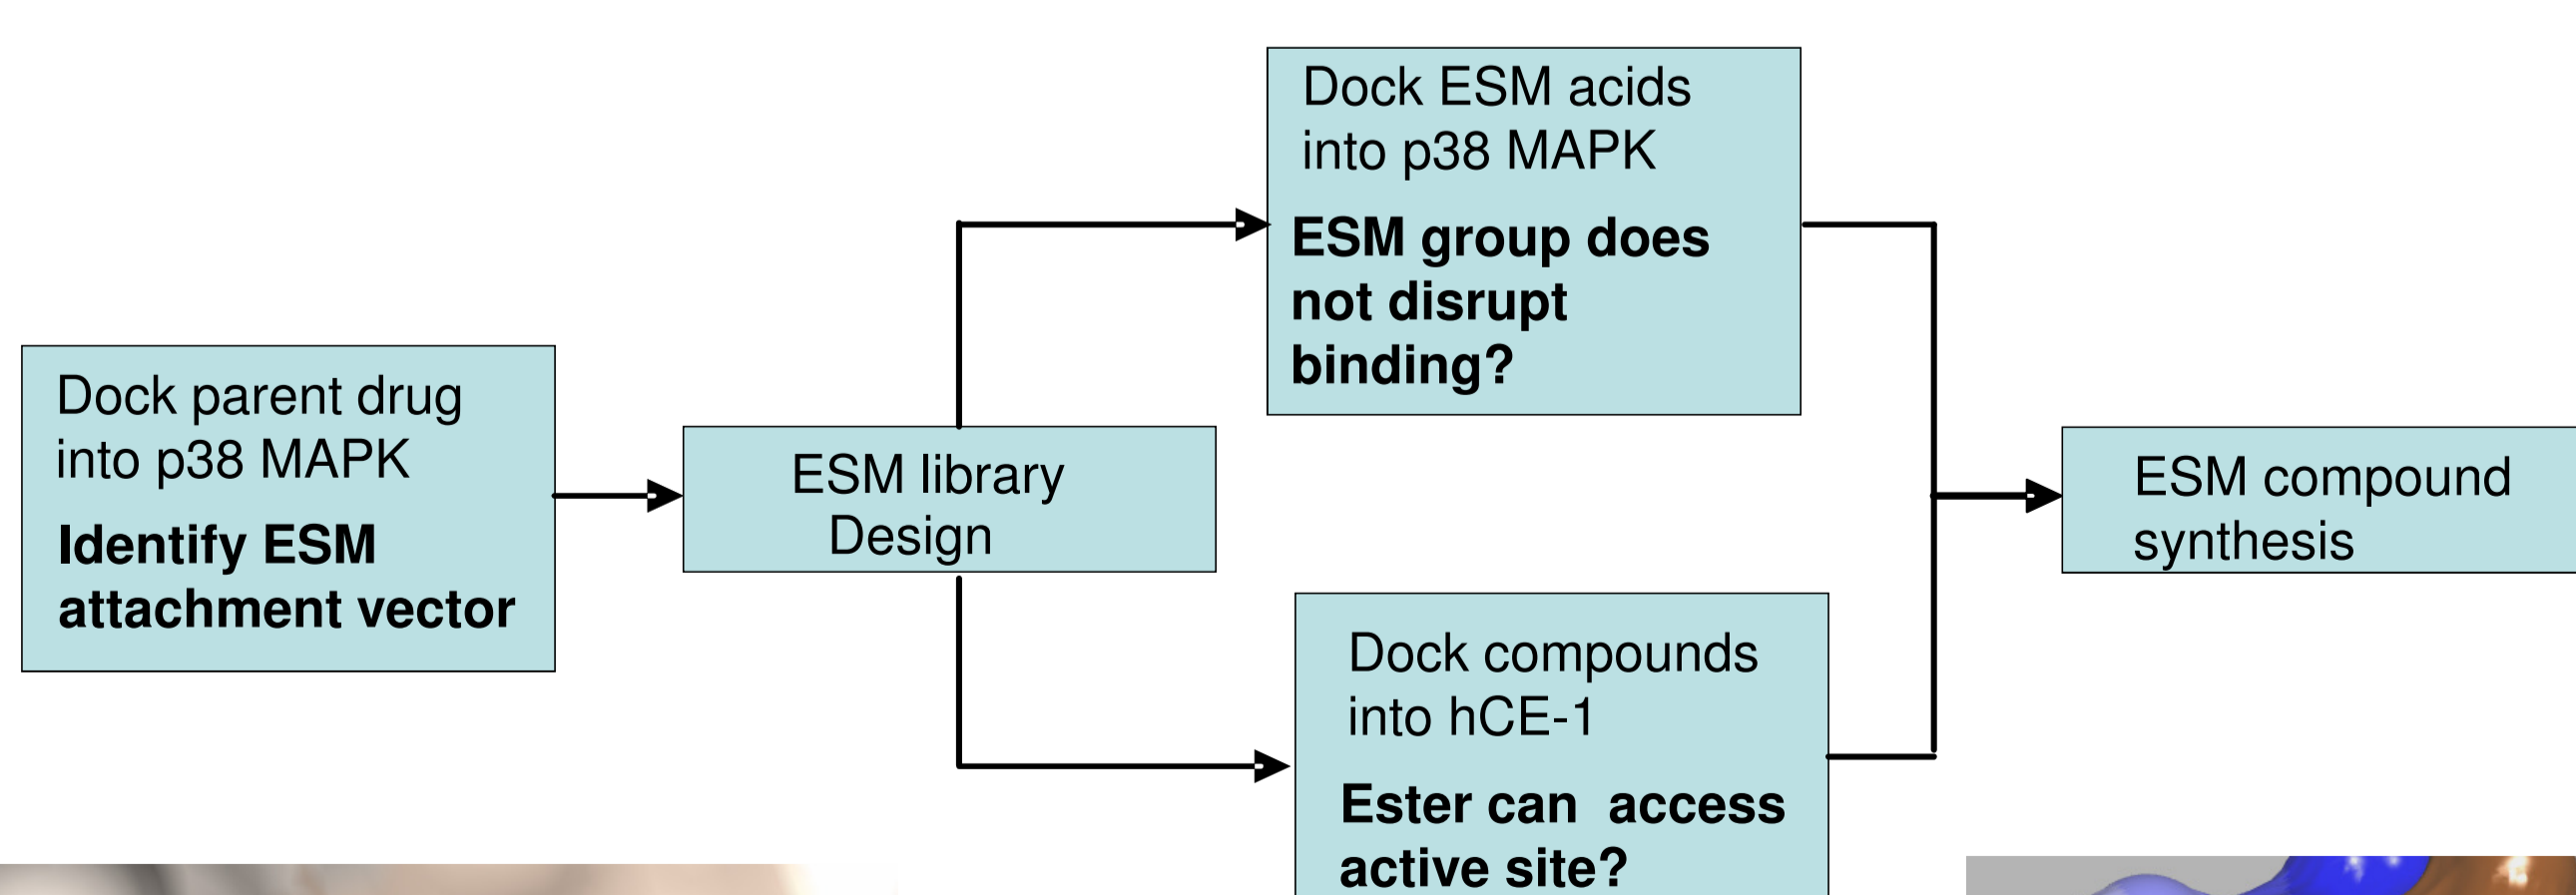 Dock parent drug
into p38 MAPK
Identify ESM
attachment vector
ESM library
Design
Dock ESM acids
into p38 MAPK
ESM group does
not disrupt
binding?
Dock compounds
into hCE-1
Ester can  access
active site?
ESM compound
synthesis